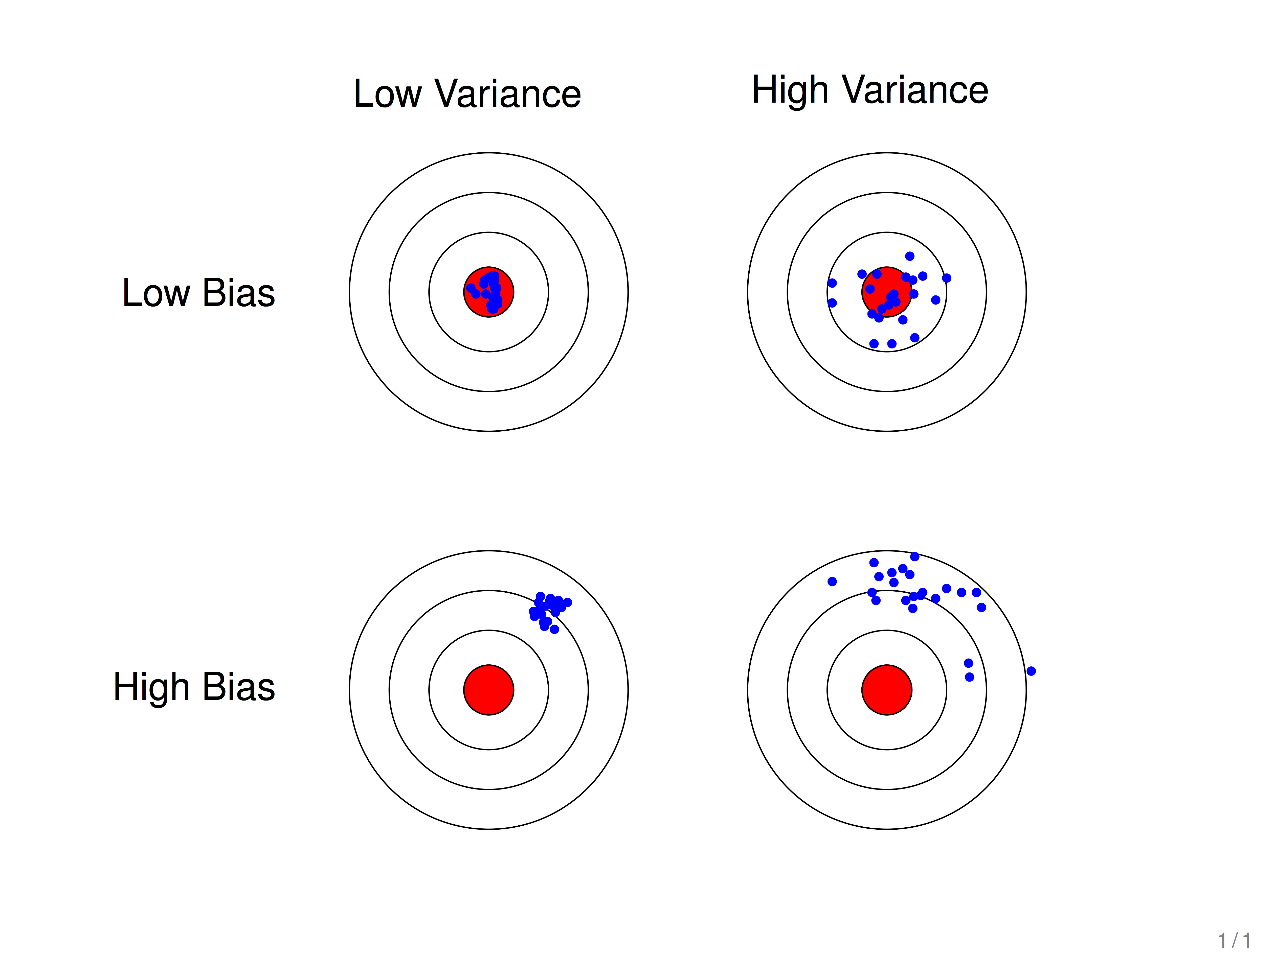 Low Variance
High Variance
Low Bias
High Bias
1 / 1